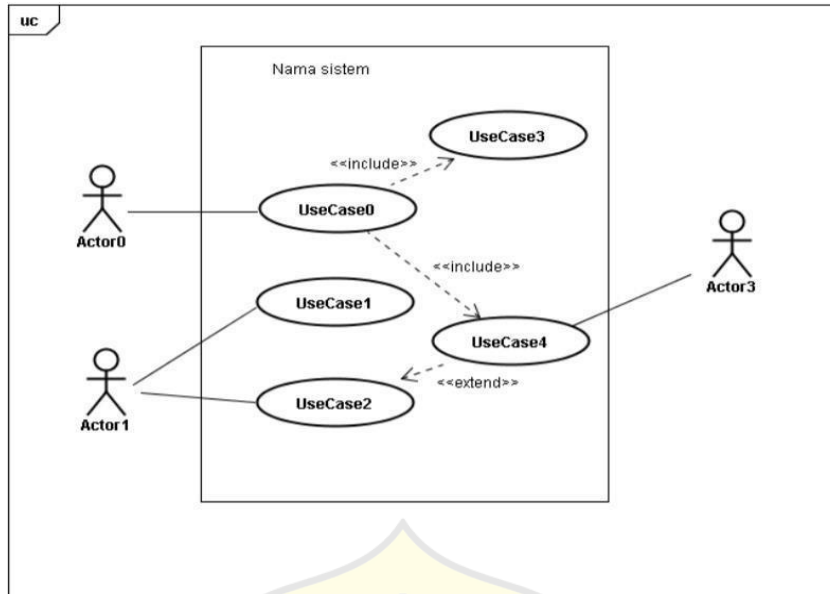 uc
Nama sistem
UseCase3
<<include>>
UseCase0
Actor0
<<include>>
Actor3
UseCase1
UseCase4
<<extend>>
UseCase2
Actor1